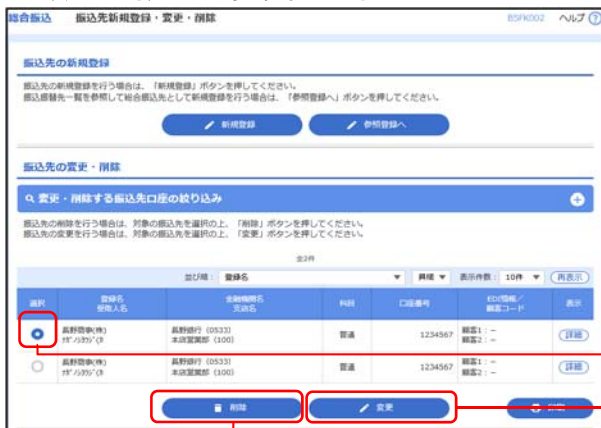 総合振込 振込先新規登録・変更・削除 BSFK002 ヘルプ ?
振込先の新規登録
振込先の新規登録を行う場合は、「新規登録」ボタンを押してください。
振込振替先一覧を参照して総合振込先として新規登録を行う場合は、「参照登録へ」ボタンを押してください。
新規登録 参照登録へ
振込先の変更・削除
変更・削除する振込先口座の絞り込み
振込先の削除を行う場合は、対象の振込先を選択の上、「削除」ボタンを押してください。
振込先の変更を行う場合は、対象の振込先を選択の上、「変更」ボタンを押してください。
全2件
並び順： 登録名 昇順 表示件数： 10件 再表示
選択 登録名 金融機関名 科目 口座番号 EDI情報／ 表示
受取人名 支店名 顧客コード
長野商事(株) 長野銀行 (0533) 普通 1234567 顧客1：－ 詳細
本店営業部 (100) 顧客2：－
長野商事(株) 長野銀行 (0533) 普通 1234567 顧客1：－ 詳細
本店営業部 (100) 顧客2：－
削除 変更